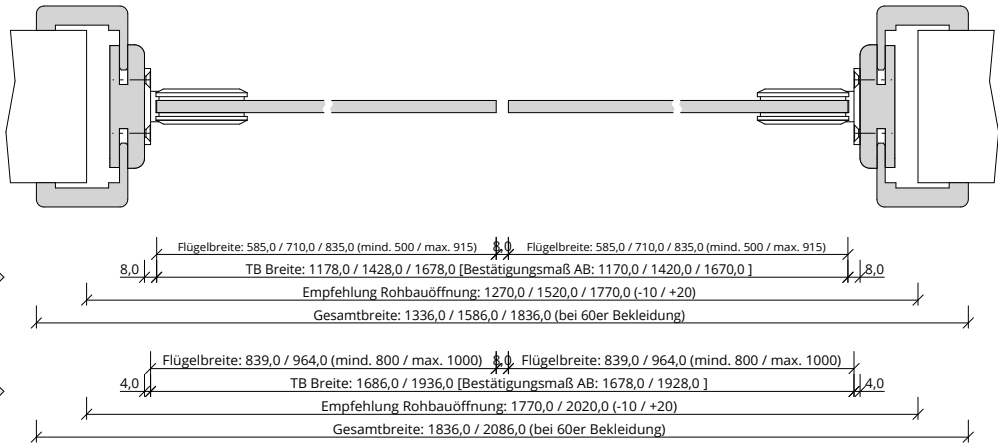 Flügelbreite: 585,0 / 710,0 / 835,0 (mind. 500 / max. 915) 8,0 Flügelbreite: 585,0 / 710,0 / 835,0 (mind. 500 / max. 915)
8,0 TB Breite: 1178,0 / 1428,0 / 1678,0 [Bestätigungsmaß AB: 1170,0 / 1420,0 / 1670,0 ] 8,0
Empfehlung Rohbauöffnung: 1270,0 / 1520,0 / 1770,0 (-10 / +20)
Gesamtbreite: 1336,0 / 1586,0 / 1836,0 (bei 60er Bekleidung)
Flügelbreite: 839,0 / 964,0 (mind. 800 / max. 1000) 8,0 Flügelbreite: 839,0 / 964,0 (mind. 800 / max. 1000)
4,0 TB Breite: 1686,0 / 1936,0 [Bestätigungsmaß AB: 1678,0 / 1928,0 ] 4,0
Empfehlung Rohbauöffnung: 1770,0 / 2020,0 (-10 / +20)
Gesamtbreite: 1836,0 / 2086,0 (bei 60er Bekleidung)